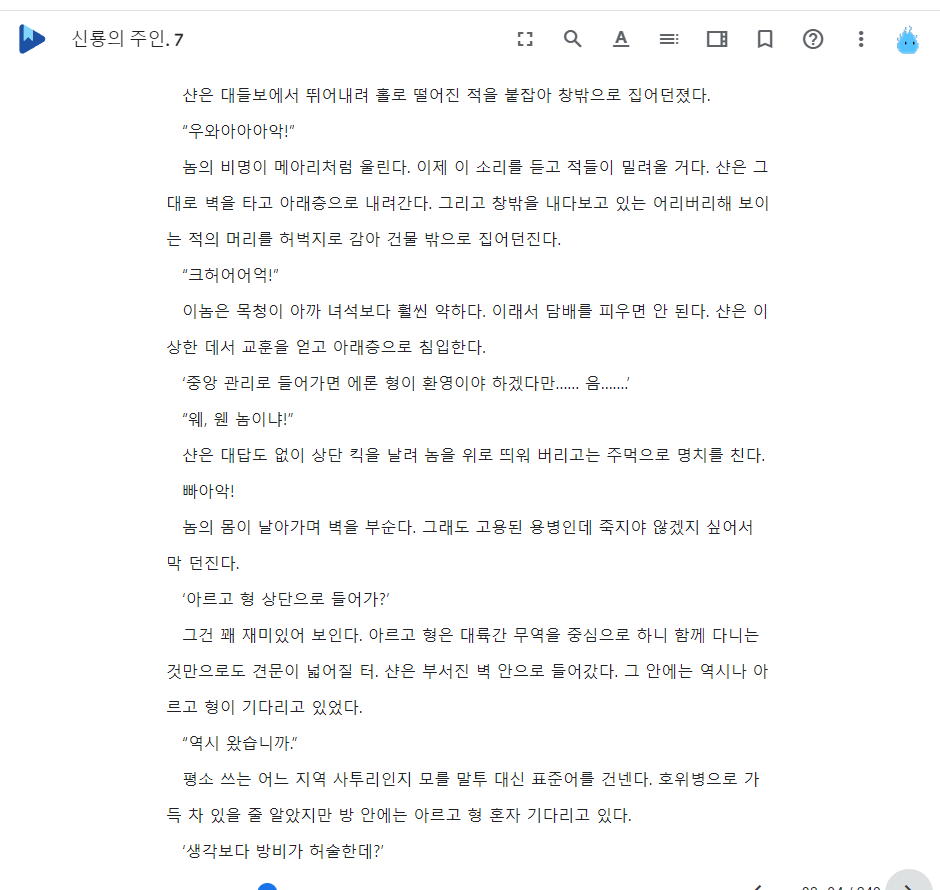 신룡의 주인. 7
샨은 대들보에서 뛰어내려 홀로 떨어진 적을 붙잡아 창밖으로 집어던졌다.
“우와아아아악!”
놈의 비명이 메아리처럼 울린다. 이제 이 소리를 듣고 적들이 밀려올 거다. 샨은 그
대로 벽을 타고 아래층으로 내려간다. 그리고 창밖을 내다보고 있는 어리버리해 보이
는 적의 머리를 허벅지로 감아 건물 밖으로 집어던진다.
“크허어어억!”
이놈은 목청이 아까 녀석보다 훨씬 약하다. 이래서 담배를 피우면 안 된다. 샨은 이
상한 데서 교훈을 얻고 아래층으로 침입한다.
‘중앙 관리로 들어가면 에론 형이 환영이야 하겠다만…… 음…….’
“웨, 웬 놈이냐!”
샨은 대답도 없이 상단 킥을 날려 놈을 위로 띄워 버리고는 주먹으로 명치를 친다.
빠아악!
놈의 몸이 날아가며 벽을 부순다. 그래도 고용된 용병인데 죽지야 않겠지 싶어서
막 던진다.
‘아르고 형 상단으로 들어가?’
그건 꽤 재미있어 보인다. 아르고 형은 대륙간 무역을 중심으로 하니 함께 다니는
것만으로도 견문이 넓어질 터. 샨은 부서진 벽 안으로 들어갔다. 그 안에는 역시나 아
르고 형이 기다리고 있었다.
“역시 왔습니까.”
평소 쓰는 어느 지역 사투리인지 모를 말투 대신 표준어를 건넨다. 호위병으로 가
득 차 있을 줄 알았지만 방 안에는 아르고 형 혼자 기다리고 있다.
‘생각보다 방비가 허술한데?’